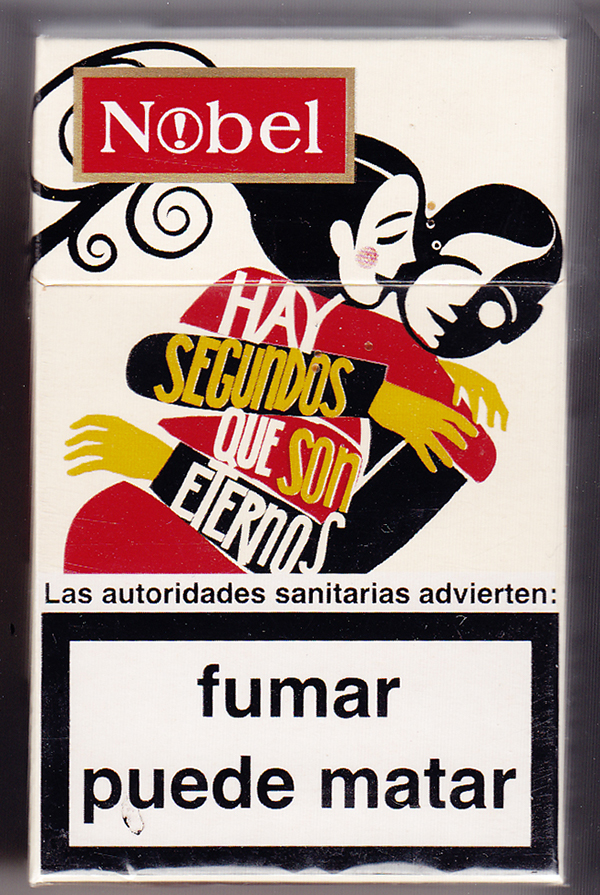 Nobel
HAY
SEGUNDOS
QUE SON
ETERNOS
Las autoridades sanitarias advierten:
fumar
puede matar